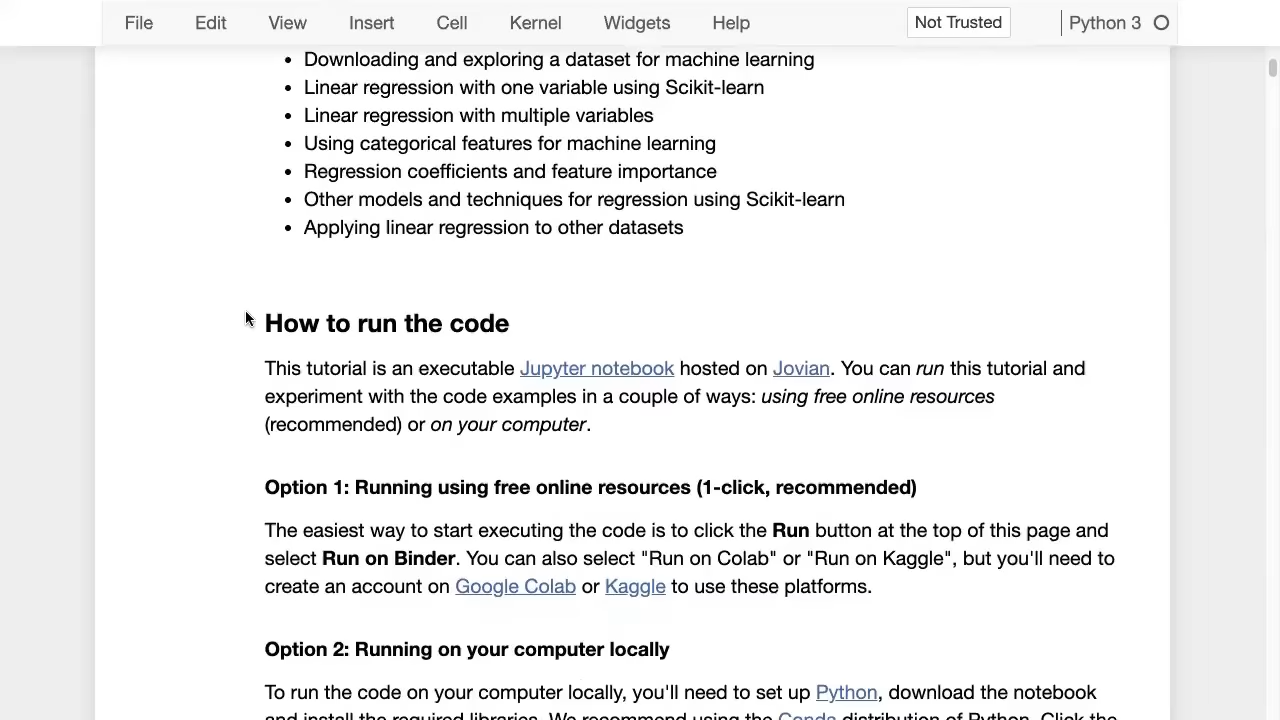 File Edit View Insert Cell Kernel Widgets Help Not Trusted Python 3
• Downloading and exploring a dataset for machine learning
• Linear regression with one variable using Scikit-learn
• Linear regression with multiple variables
• Using categorical features for machine learning
• Regression coefficients and feature importance
• Other models and techniques for regression using Scikit-learn
• Applying linear regression to other datasets
How to run the code
This tutorial is an executable Jupyter notebook hosted on Jovian. You can run this tutorial and
experiment with the code examples in a couple of ways: using free online resources
(recommended) or on your computer.
Option 1: Running using free online resources (1-click, recommended)
The easiest way to start executing the code is to click the Run button at the top of this page and
select Run on Binder. You can also select "Run on Colab" or "Run on Kaggle", but you'll need to
create an account on Google Colab or Kaggle to use these platforms.
Option 2: Running on your computer locally
To run the code on your computer locally, you'll need to set up Python, download the notebook
and install the required libraries. We recommend using the Conda distribution of Python. Click the